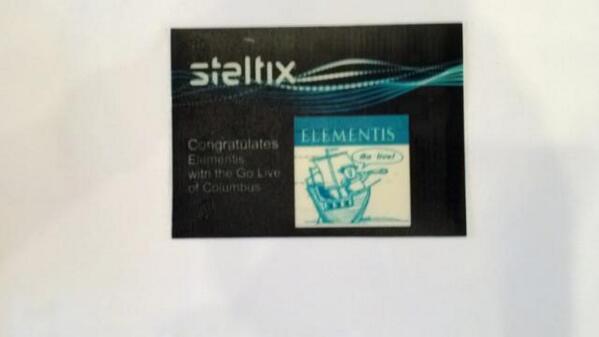 steltix
Congratulates
Elementis
with the Go Live
of Columbus
ELEMENTIS
Go live!